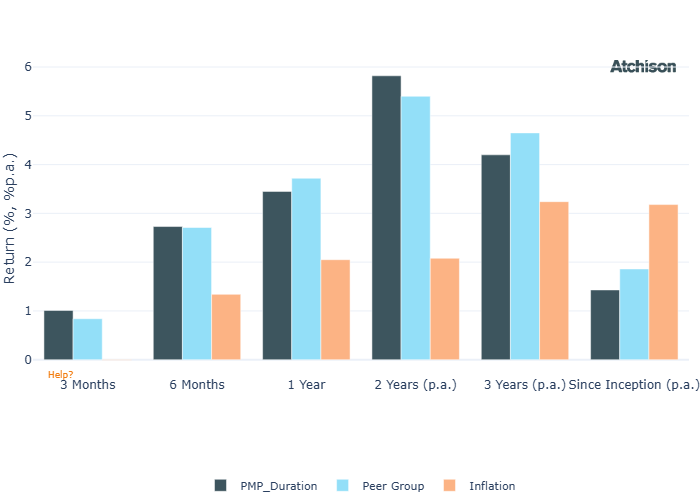 Atchison
6
5
4
3
2
1
0
Return (%, %p.a.)
Help?
3 Months
6 Months
1 Year
2 Years (p.a.)
3 Years (p.a.)
Since Inception (p.a.)
PMP_Duration
Peer Group
Inflation